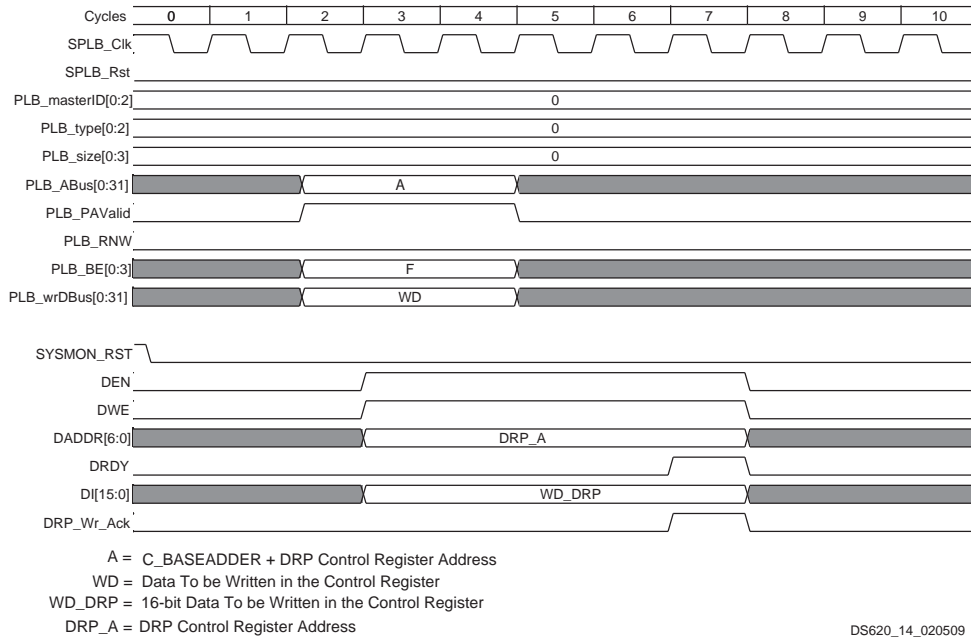 Cycles 0 1 2 3 4 5 6 7 8 9 10
SPLB_Clk
SPLB_Rst
PLB_masterID[0:2] 0
PLB_type[0:2] 0
PLB_size[0:3] 0
PLB_ABus[0:31] A
PLB_PAValid
PLB_RNW
PLB_BE[0:3] F
PLB_wrDBus[0:31] WD
SYSMON_RST
DEN
DWE
DADDR[6:0] DRP_A
DRDY
DI[15:0] WD_DRP
DRP_Wr_Ack
A = C_BASEADDER + DRP Control Register Address
WD = Data To be Written in the Control Register
WD_DRP = 16-bit Data To be Written in the Control Register
DRP_A = DRP Control Register Address
DS620_14_020509